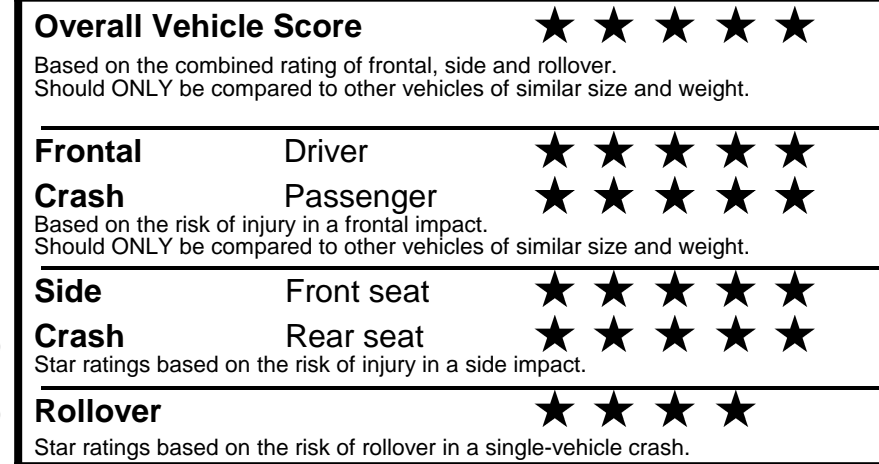 Overall Vehicle Score ★ ★ ★ ★ ★
Based on the combined rating of frontal, side and rollover.
Should ONLY be compared to other vehicles of similar size and weight.
Frontal Driver ★ ★ ★ ★ ★
Crash Passenger ★ ★ ★ ★ ★
Based on the risk of injury in a frontal impact.
Should ONLY be compared to other vehicles of similar size and weight.
Side Front seat ★ ★ ★ ★ ★
Crash Rear seat ★ ★ ★ ★ ★
Star ratings based on the risk of injury in a side impact.
Rollover ★ ★ ★ ★
Star ratings based on the risk of rollover in a single-vehicle crash.